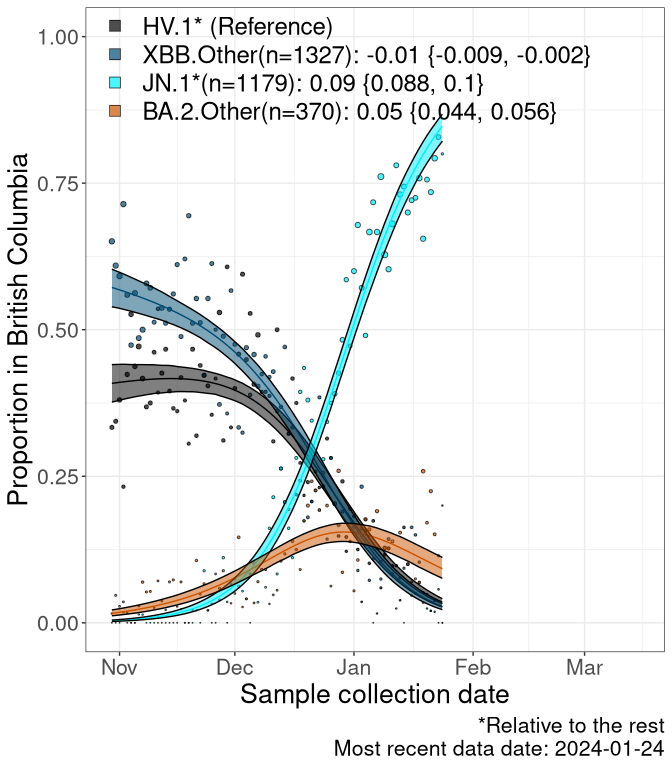 HV.1* (Reference)
XBB.Other(n=1327): -0.01 {-0.009, -0.002}
JN.1*(n=1179): 0.09 {0.088, 0.1}
BA.2.Other(n=370): 0.05 {0.044, 0.056}
1.00
0.75
0.50
0.25
0.00
Proportion in British Columbia
Nov Dec Jan Feb Mar
Sample collection date
*Relative to the rest
Most recent data date: 2024-01-24